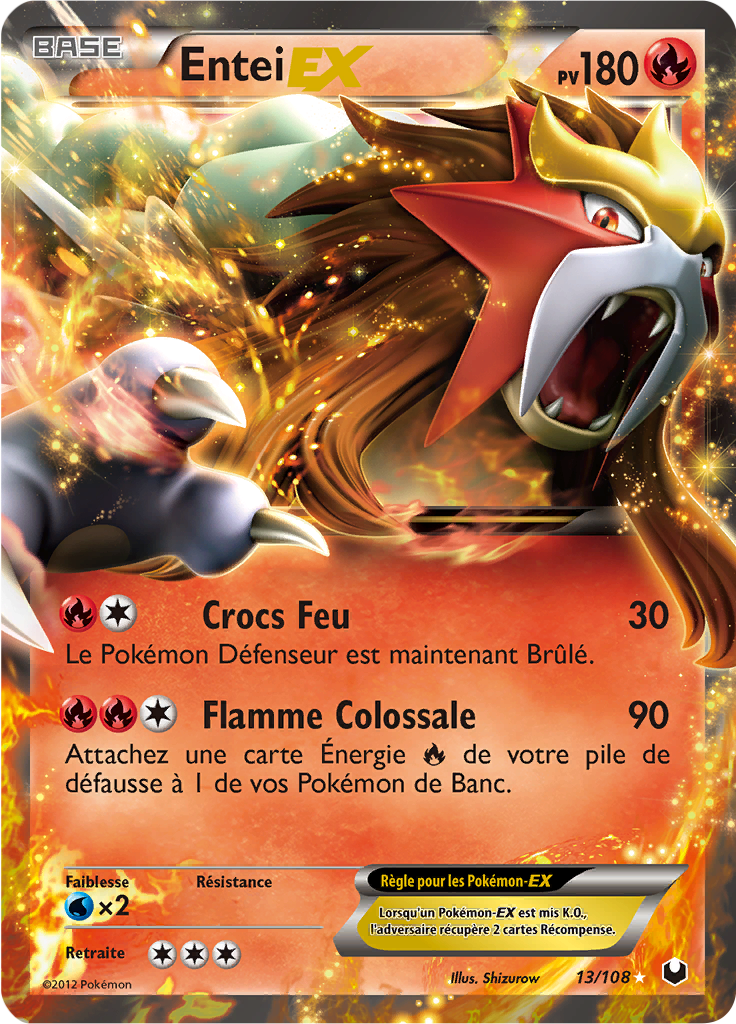 BASE
Entei EX
PV 180
Crocs Feu 30
Le Pokémon Défenseur est maintenant Brûlé.
Flamme Colossale 90
Attachez une carte Énergie de votre pile de
défausse à 1 de vos Pokémon de Banc.
Faiblesse Résistance
×2
Retraite
Règle pour les Pokémon-EX
Lorsqu'un Pokémon-EX est mis K.O.,
l'adversaire récupère 2 cartes Récompense.
©2012 Pokémon
Illus. Shizurow 13/108